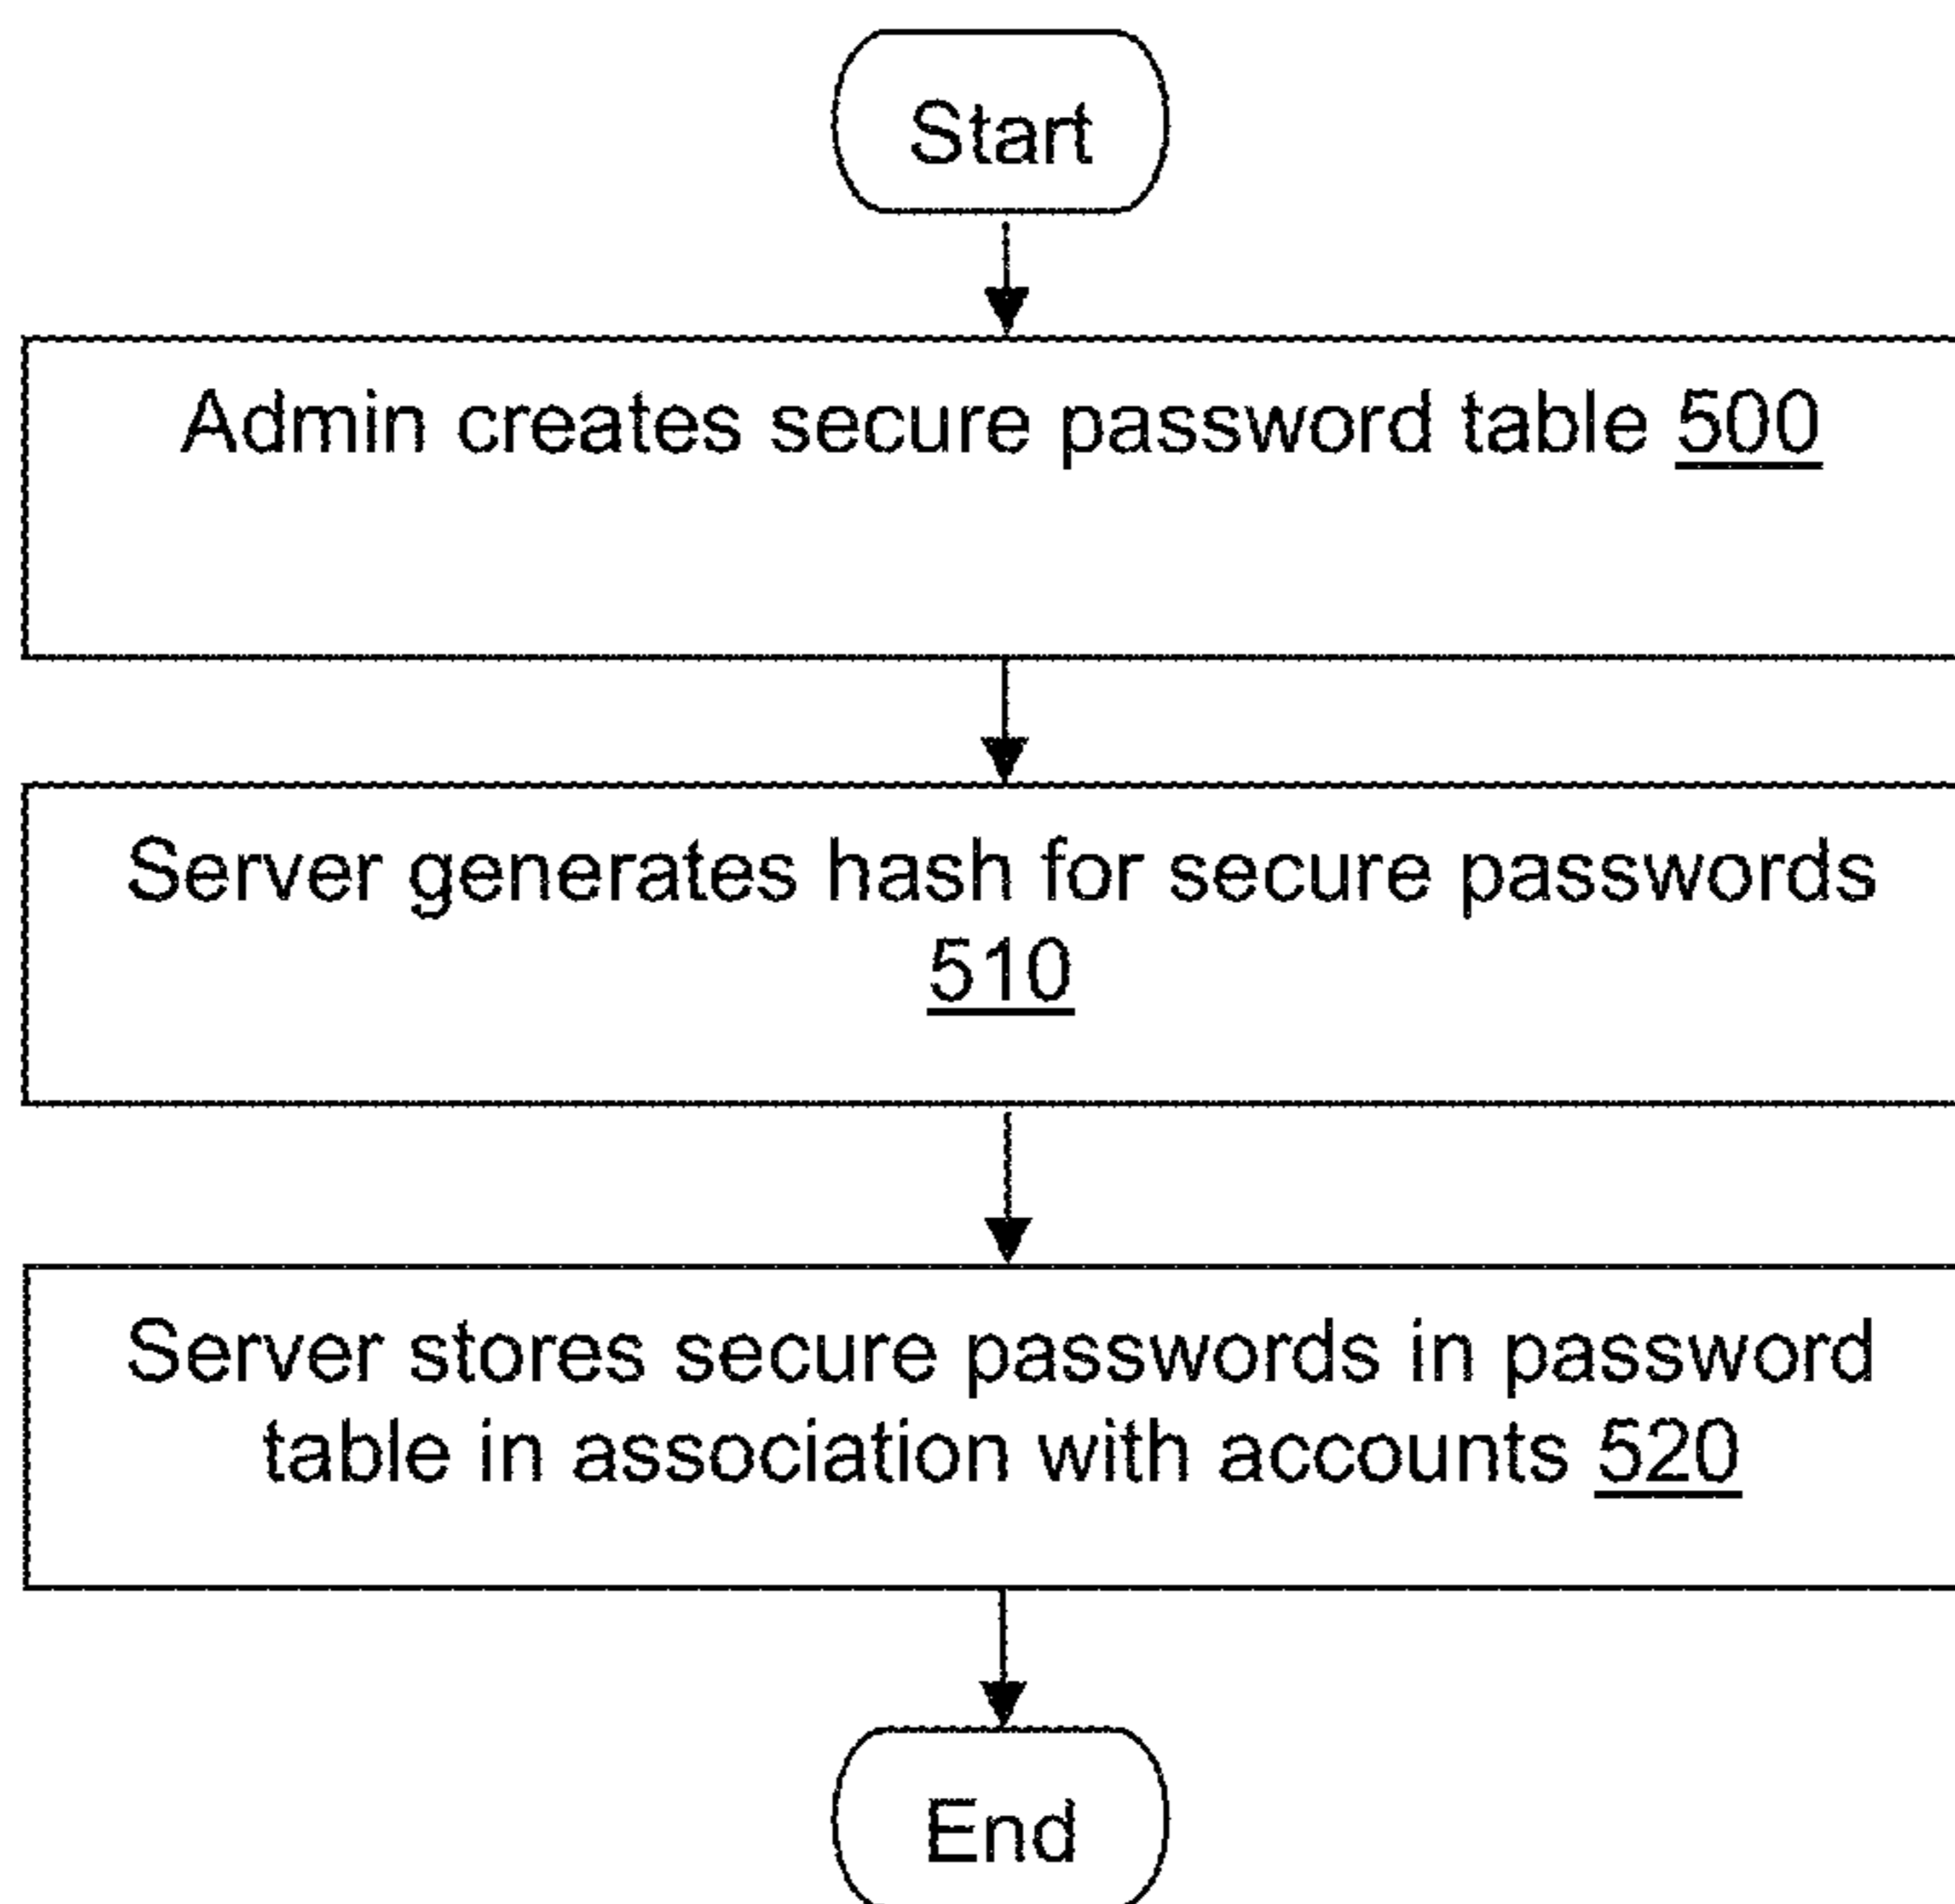 Start
Admin creates secure password table 500
Server generates hash for secure passwords
510
Server stores secure passwords in password
table in association with accounts 520
End